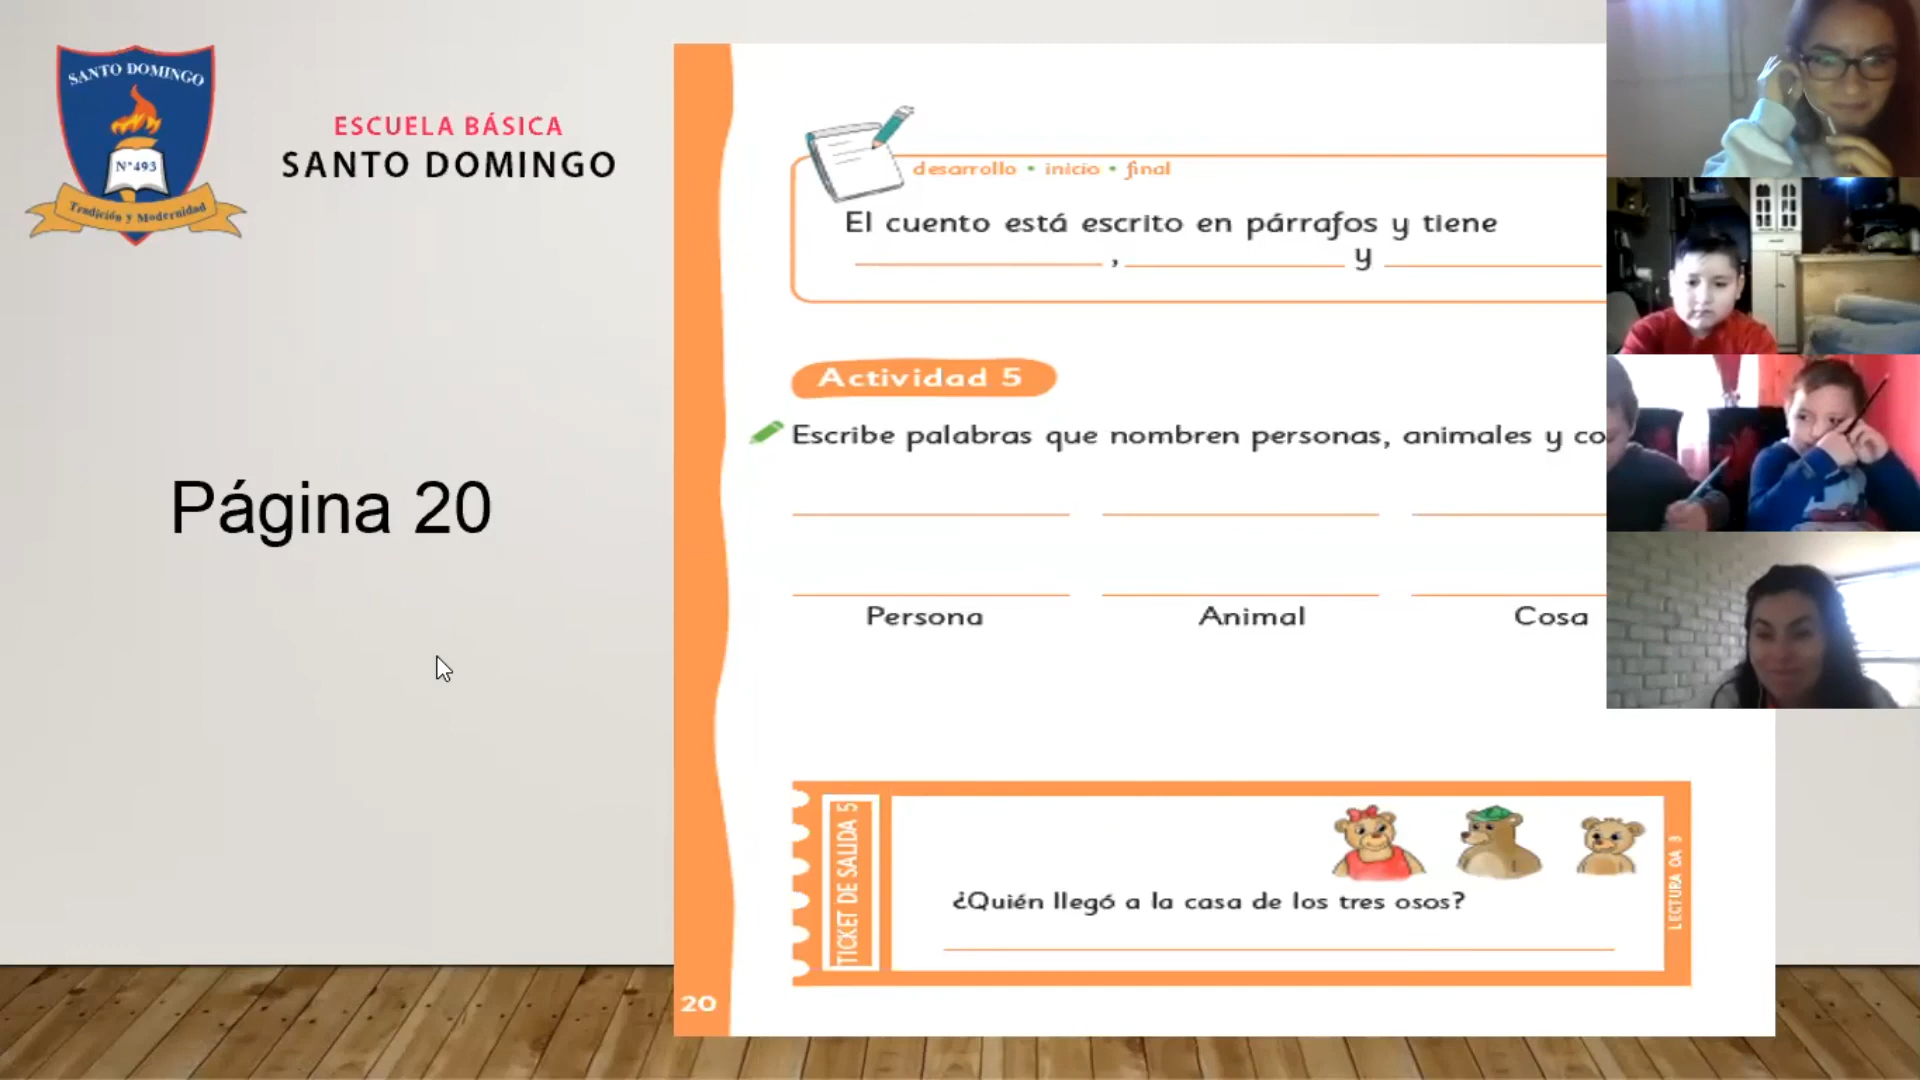 SANTO DOMINGO
N°493
Tradición y Modernidad
ESCUELA BÁSICA
SANTO DOMINGO
Página 20
desarrollo • inicio • final
El cuento está escrito en párrafos y tiene
, y
Actividad 5
Escribe palabras que nombren personas, animales y co
Persona Animal Cosa
TICKET DE SALIDA 5
¿Quién llegó a la casa de los tres osos?
LECTURA OA 3
20